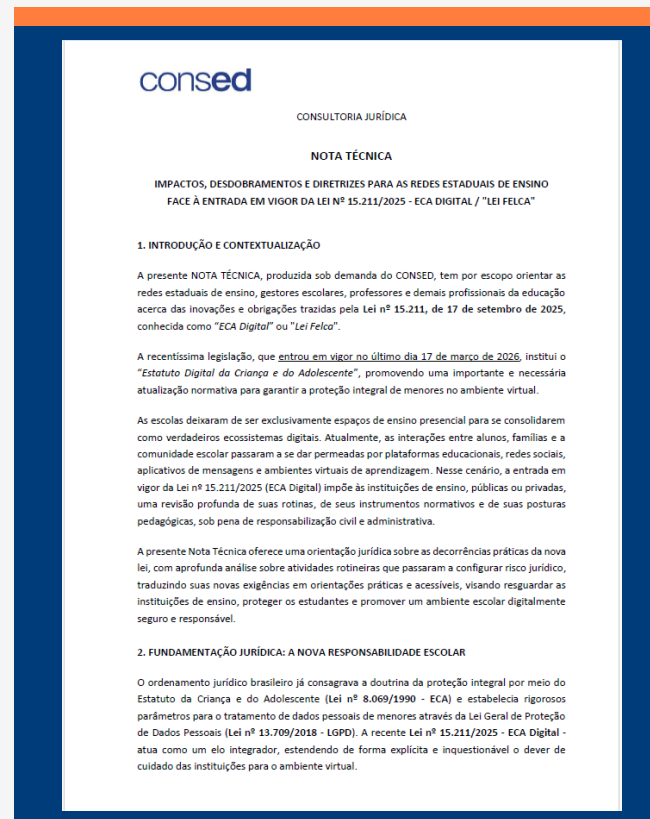 consed
CONSULTORIA JURÍDICA
NOTA TÉCNICA
IMPACTOS, DESDOBRAMENTOS E DIRETRIZES PARA AS REDES ESTADUAIS DE ENSINO
FACE À ENTRADA EM VIGOR DA LEI Nº 15.211/2025 - ECA DIGITAL / "LEI FELCA"
1. INTRODUÇÃO E CONTEXTUALIZAÇÃO
A presente NOTA TÉCNICA, produzida sob demanda do CONSED, tem por escopo orientar as
redes estaduais de ensino, gestores escolares, professores e demais profissionais da educação
acerca das inovações e obrigações trazidas pela Lei nº 15.211, de 17 de setembro de 2025,
conhecida como "ECA Digital" ou "Lei Felca".
A recentíssima legislação, que entrou em vigor no último dia 17 de março de 2026, institui o
"Estatuto Digital da Criança e do Adolescente", promovendo uma importante e necessária
atualização normativa para garantir a proteção integral de menores no ambiente virtual.
As escolas deixaram de ser exclusivamente espaços de ensino presencial para se consolidarem
como verdadeiros ecossistemas digitais. Atualmente, as interações entre alunos, famílias e a
comunidade escolar passaram a se dar permeadas por plataformas educacionais, redes sociais,
aplicativos de mensagens e ambientes virtuais de aprendizagem. Nesse cenário, a entrada em
vigor da Lei nº 15.211/2025 (ECA Digital) impõe às instituições de ensino, públicas ou privadas,
uma revisão profunda de suas rotinas, de seus instrumentos normativos e de suas posturas
pedagógicas, sob pena de responsabilização civil e administrativa.
A presente Nota Técnica oferece uma orientação jurídica sobre as decorrências práticas da nova
lei, com aprofunda análise sobre atividades rotineiras que passaram a configurar risco jurídico,
traduzindo suas novas exigências em orientações práticas e acessíveis, visando resguardar as
instituições de ensino, proteger os estudantes e promover um ambiente escolar digitalmente
seguro e responsável.
2. FUNDAMENTAÇÃO JURÍDICA: A NOVA RESPONSABILIDADE ESCOLAR
O ordenamento jurídico brasileiro já consagrava a doutrina da proteção integral por meio do
Estatuto da Criança e do Adolescente (Lei nº 8.069/1990 - ECA) e estabelecia rigorosos
parâmetros para o tratamento de dados pessoais de menores através da Lei Geral de Proteção
de Dados Pessoais (Lei nº 13.709/2018 - LGPD). A recente Lei nº 15.211/2025 - ECA Digital -
atua como um elo integrador, estendendo de forma explícita e inquestionável o dever de
cuidado das instituições para o ambiente virtual.